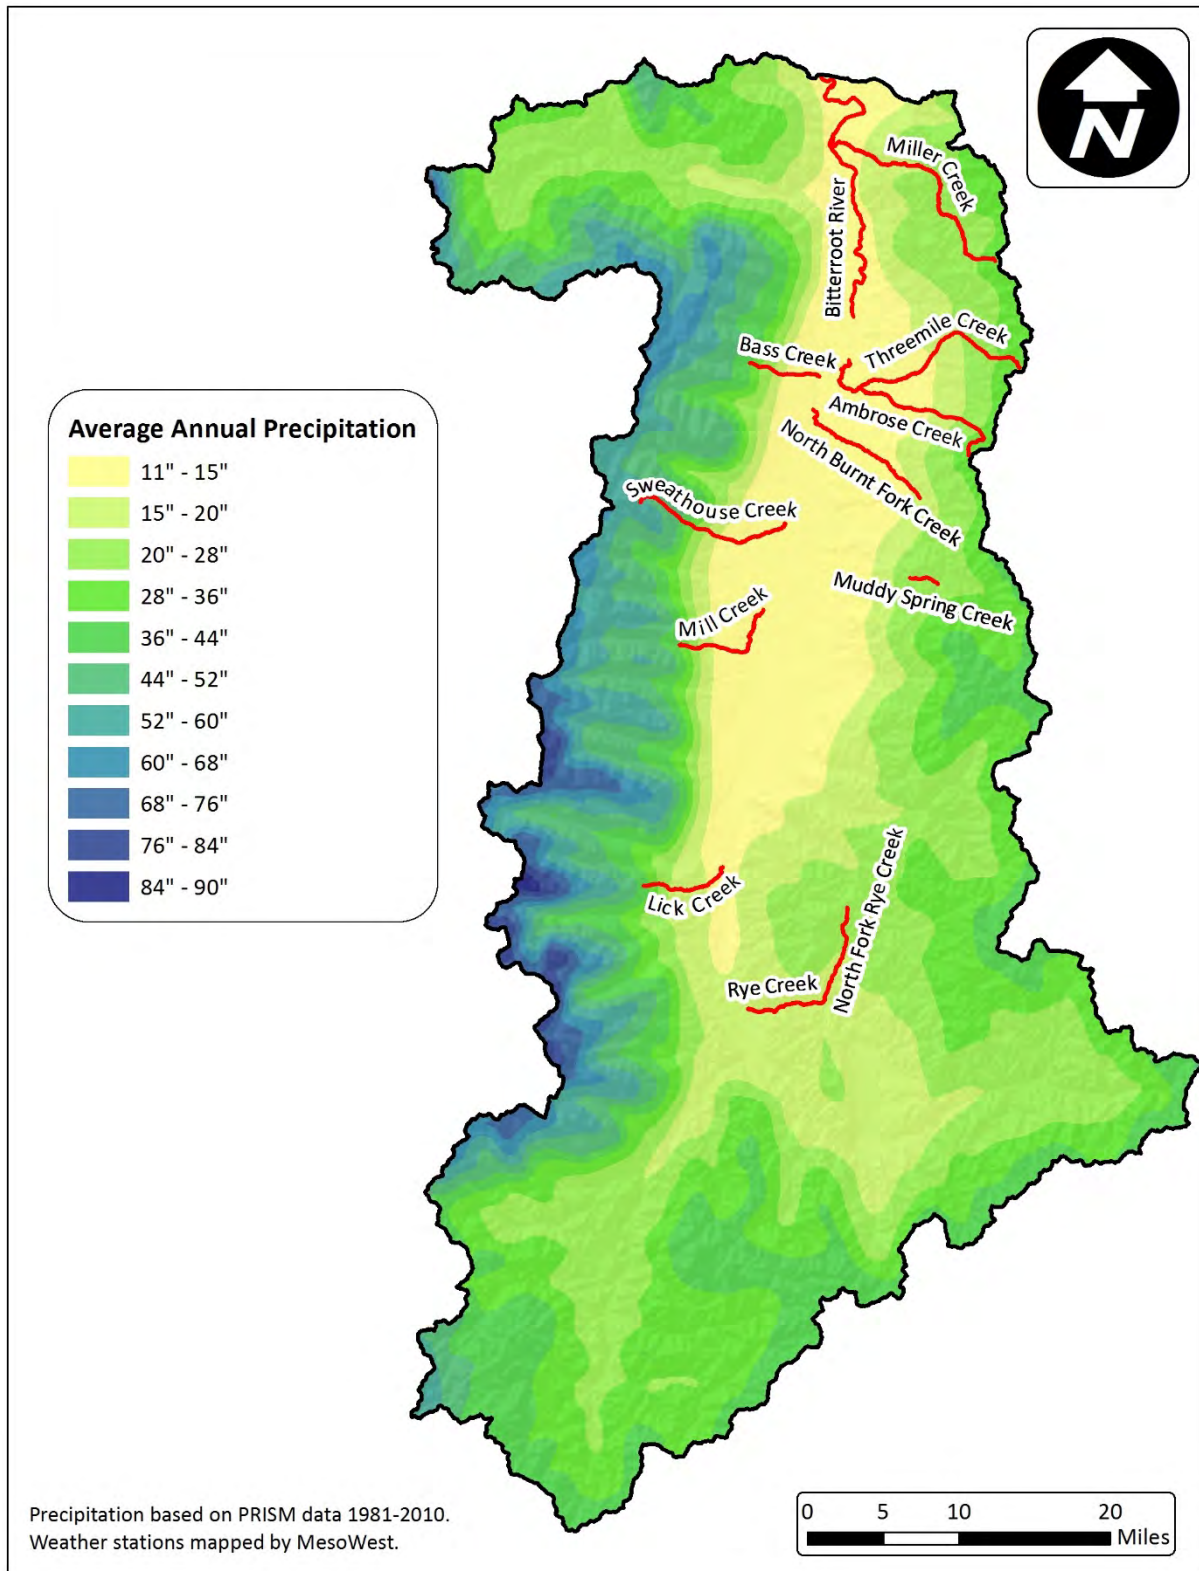 N
Miller Creek
Bitterroot River
Threemile Creek
Bass Creek
Ambrose Creek
North Burnt Fork Creek
Sweathouse Creek
Muddy Spring Creek
Mill Creek
Lick Creek
North Fork Rye Creek
Rye Creek
Average Annual Precipitation
11" - 15"
15" - 20"
20" - 28"
28" - 36"
36" - 44"
44" - 52"
52" - 60"
60" - 68"
68" - 76"
76" - 84"
84" - 90"
Precipitation based on PRISM data 1981-2010.
Weather stations mapped by MesoWest.
0 5 10 20
Miles